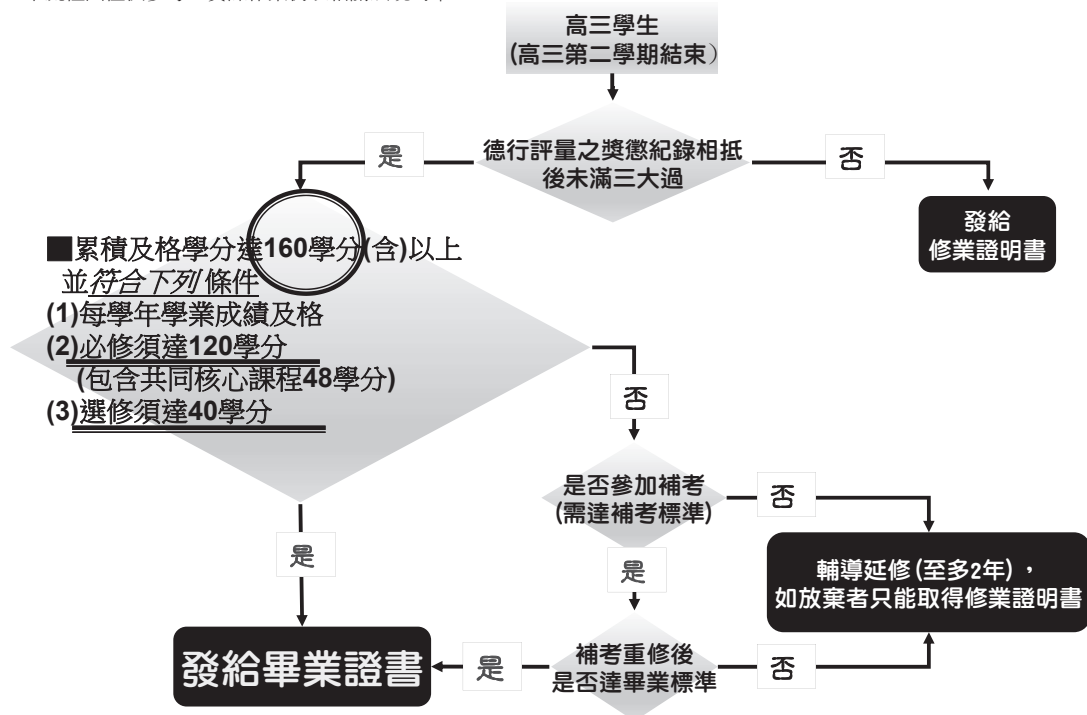 高三學生
(高三第二學期結束)
德行評量之獎懲紀錄相抵
後未滿三大過
是
否
發給
修業證明書
■累積及格學分達160學分(含)以上
並符合下列條件
(1)每學年學業成績及格
(2)必修須達120學分
(包含共同核心課程48學分)
(3)選修須達40學分
否
是否參加補考
(需達補考標準)
否
是
是
輔導延修(至多2年)，
如放棄者只能取得修業證明書
發給畢業證書
是
補考重修後
是否達畢業標準
否